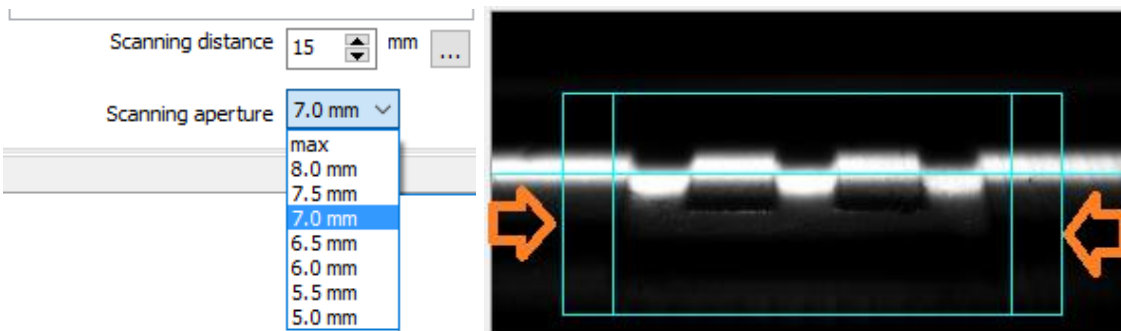 Scanning distance 15 mm ...
Scanning aperture 7.0 mm
max
8.0 mm
7.5 mm
7.0 mm
6.5 mm
6.0 mm
5.5 mm
5.0 mm